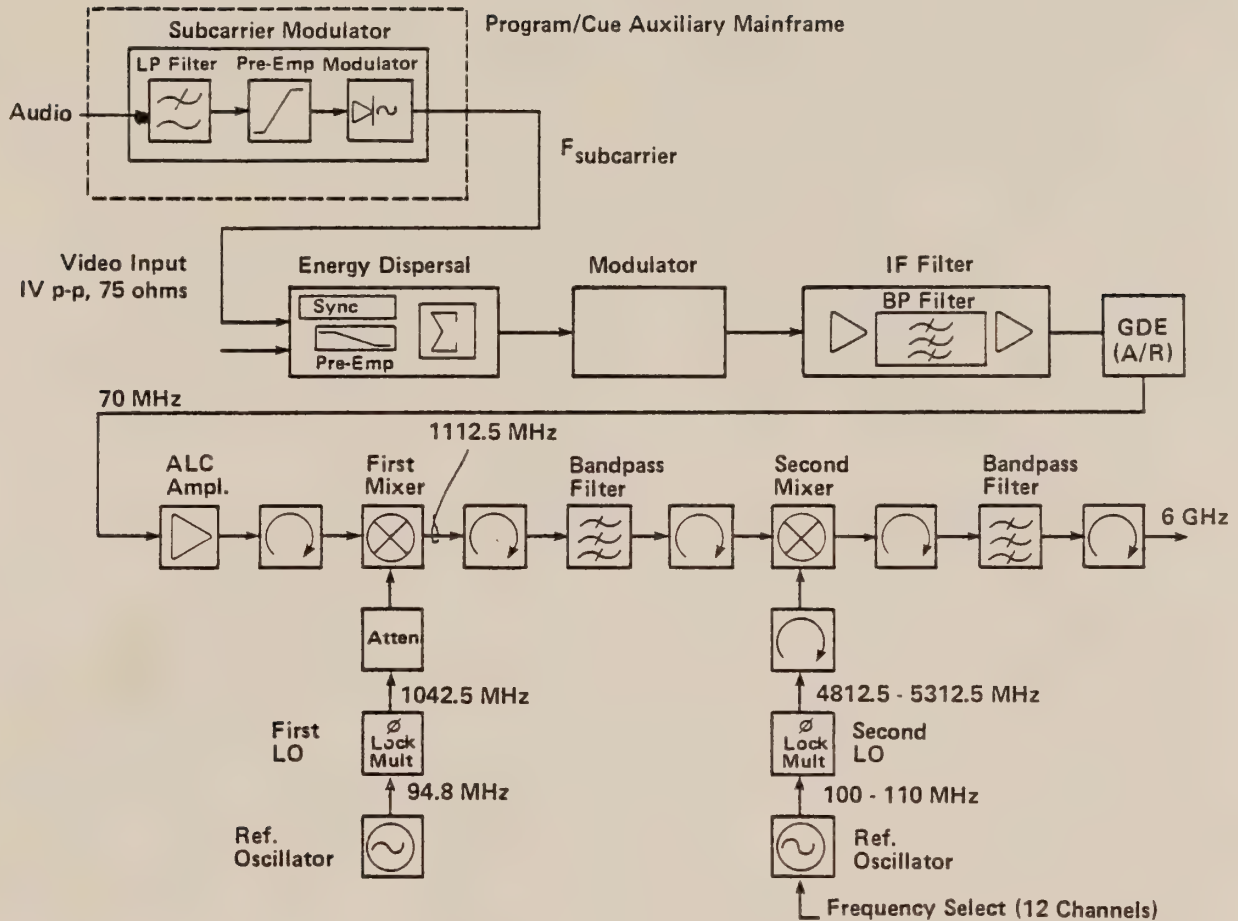 Program/Cue Auxiliary Mainframe
Subcarrier Modulator
LP Filter Pre-Emp Modulator
Audio
Fsubcarrier
Video Input
IV p-p, 75 ohms
Energy Dispersal
Sync
Pre-Emp
Σ
Modulator
IF Filter
BP Filter
GDE
(A/R)
70 MHz
1112.5 MHz
ALC
Ampl.
First
Mixer
Bandpass
Filter
Second
Mixer
Bandpass
Filter
6 GHz
Atten
1042.5 MHz
First
LO
Ø
Lock
Mult
94.8 MHz
Ref.
Oscillator
4812.5 - 5312.5 MHz
Ø
Lock
Mult
Second
LO
100 - 110 MHz
Ref.
Oscillator
Frequency Select (12 Channels)